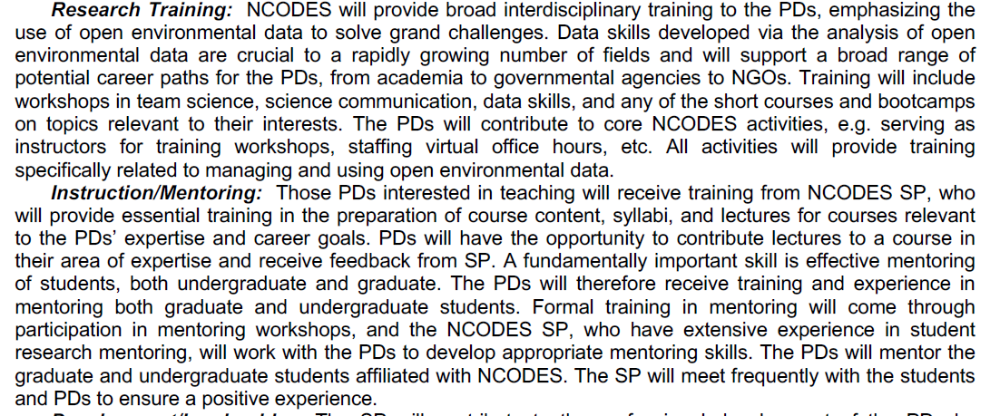 Research Training: NCODES will provide broad interdisciplinary training to the PDs, emphasizing the
use of open environmental data to solve grand challenges. Data skills developed via the analysis of open
environmental data are crucial to a rapidly growing number of fields and will support a broad range of
potential career paths for the PDs, from academia to governmental agencies to NGOs. Training will include
workshops in team science, science communication, data skills, and any of the short courses and bootcamps
on topics relevant to their interests. The PDs will contribute to core NCODES activities, e.g. serving as
instructors for training workshops, staffing virtual office hours, etc. All activities will provide training
specifically related to managing and using open environmental data.
Instruction/Mentoring: Those PDs interested in teaching will receive training from NCODES SP, who
will provide essential training in the preparation of course content, syllabi, and lectures for courses relevant
to the PDs’ expertise and career goals. PDs will have the opportunity to contribute lectures to a course in
their area of expertise and receive feedback from SP. A fundamentally important skill is effective mentoring
of students, both undergraduate and graduate. The PDs will therefore receive training and experience in
mentoring both graduate and undergraduate students. Formal training in mentoring will come through
participation in mentoring workshops, and the NCODES SP, who have extensive experience in student
research mentoring, will work with the PDs to develop appropriate mentoring skills. The PDs will mentor the
graduate and undergraduate students affiliated with NCODES. The SP will meet frequently with the students
and PDs to ensure a positive experience.